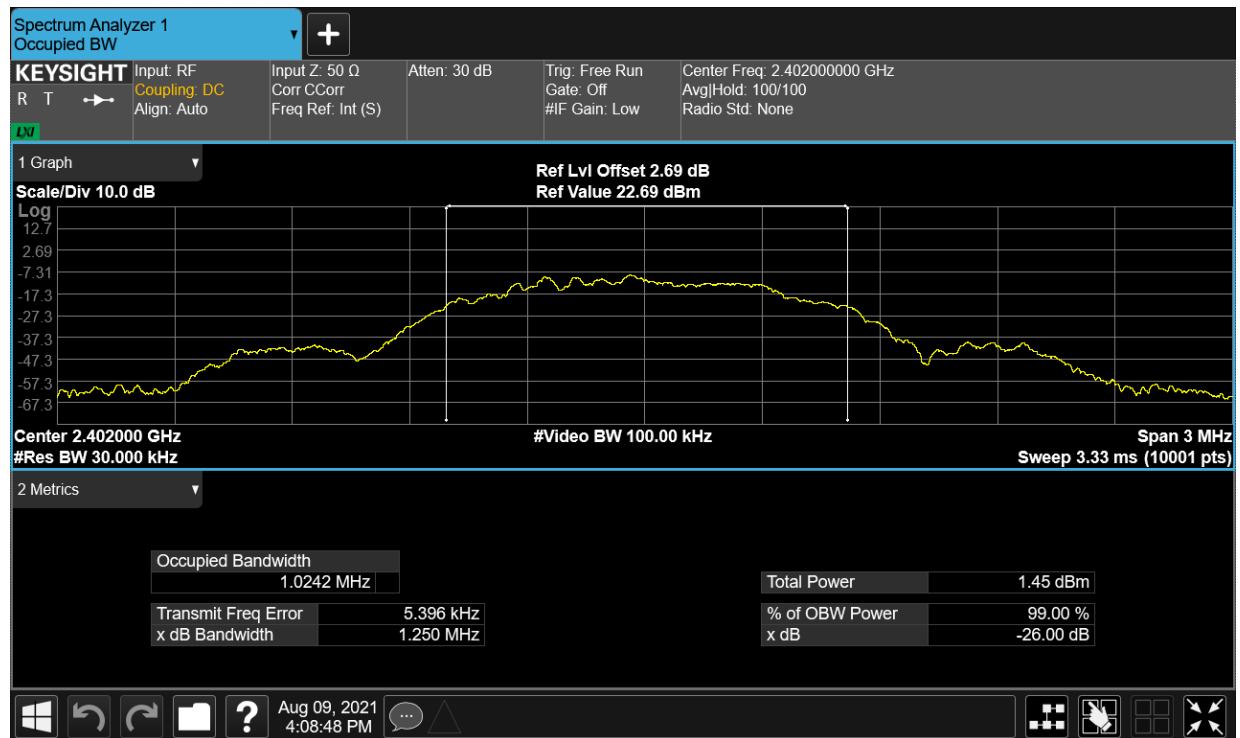 Spectrum Analyzer 1
Occupied BW
KEYSIGHT
R T
LXI
Input: RF
Coupling: DC
Align: Auto
Input Z: 50 Ω
Corr CCorr
Freq Ref: Int (S)
Atten: 30 dB
Trig: Free Run
Gate: Off
#IF Gain: Low
Center Freq: 2.402000000 GHz
Avg|Hold: 100/100
Radio Std: None
1 Graph
Scale/Div 10.0 dB
Ref Lvl Offset 2.69 dB
Ref Value 22.69 dBm
Log
12.7
2.69
-7.31
-17.3
-27.3
-37.3
-47.3
-57.3
-67.3
Center 2.402000 GHz
#Res BW 30.000 kHz
#Video BW 100.00 kHz
Span 3 MHz
Sweep 3.33 ms (10001 pts)
2 Metrics
Occupied Bandwidth
1.0242 MHz
Transmit Freq Error 5.396 kHz
x dB Bandwidth 1.250 MHz
Total Power 1.45 dBm
% of OBW Power 99.00 %
x dB -26.00 dB
?
Aug 09, 2021
4:08:48 PM